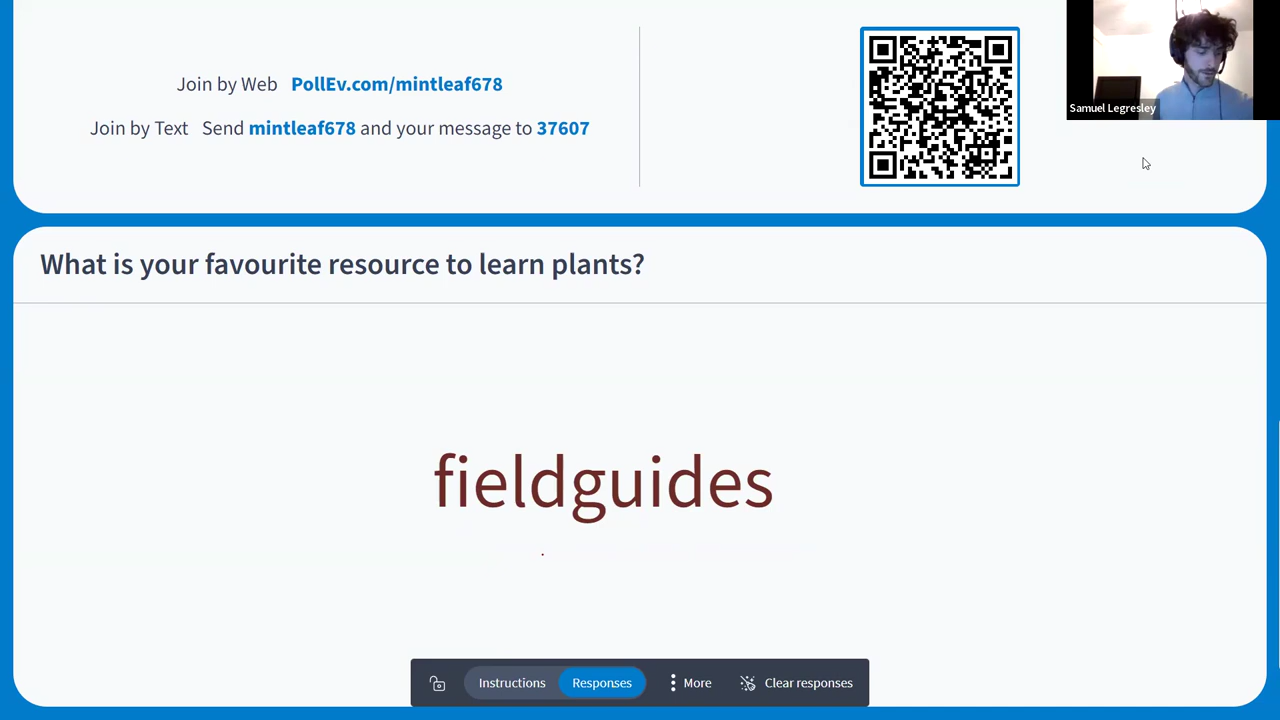 Join by Web PollEv.com/mintleaf678
Join by Text Send mintleaf678 and your message to 37607
Samuel Legresley
What is your favourite resource to learn plants?
fieldguides
Instructions Responses More Clear responses